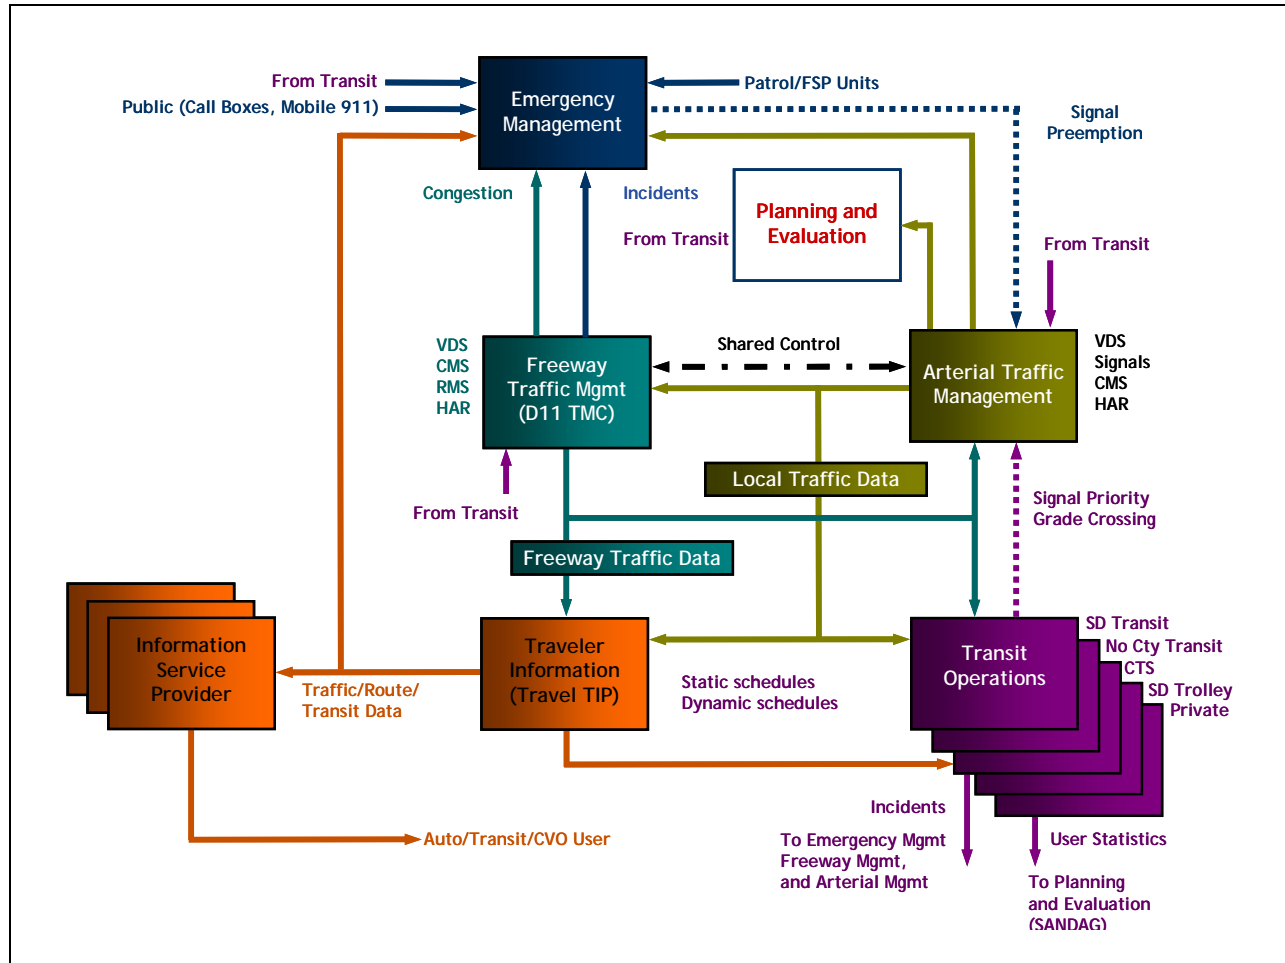 From Transit
Public (Call Boxes, Mobile 911)
Emergency
Management
Patrol/FSP Units
Signal
Preemption
Congestion
Incidents
From Transit
Planning and
Evaluation
From Transit
VDS
CMS
RMS
HAR
Freeway
Traffic Mgmt
(D11 TMC)
Shared Control
Arterial Traffic
Management
VDS
Signals
CMS
HAR
From Transit
Local Traffic Data
Signal Priority
Grade Crossing
Freeway Traffic Data
Information
Service
Provider
Traffic/Route/
Transit Data
Traveler
Information
(Travel TIP)
Static schedules
Dynamic schedules
Transit
Operations
SD Transit
No Cty Transit
CTS
SD Trolley
Private
Auto/Transit/CVO User
Incidents
To Emergency Mgmt
Freeway Mgmt,
and Arterial Mgmt
User Statistics
To Planning
and Evaluation
(SANDAG)